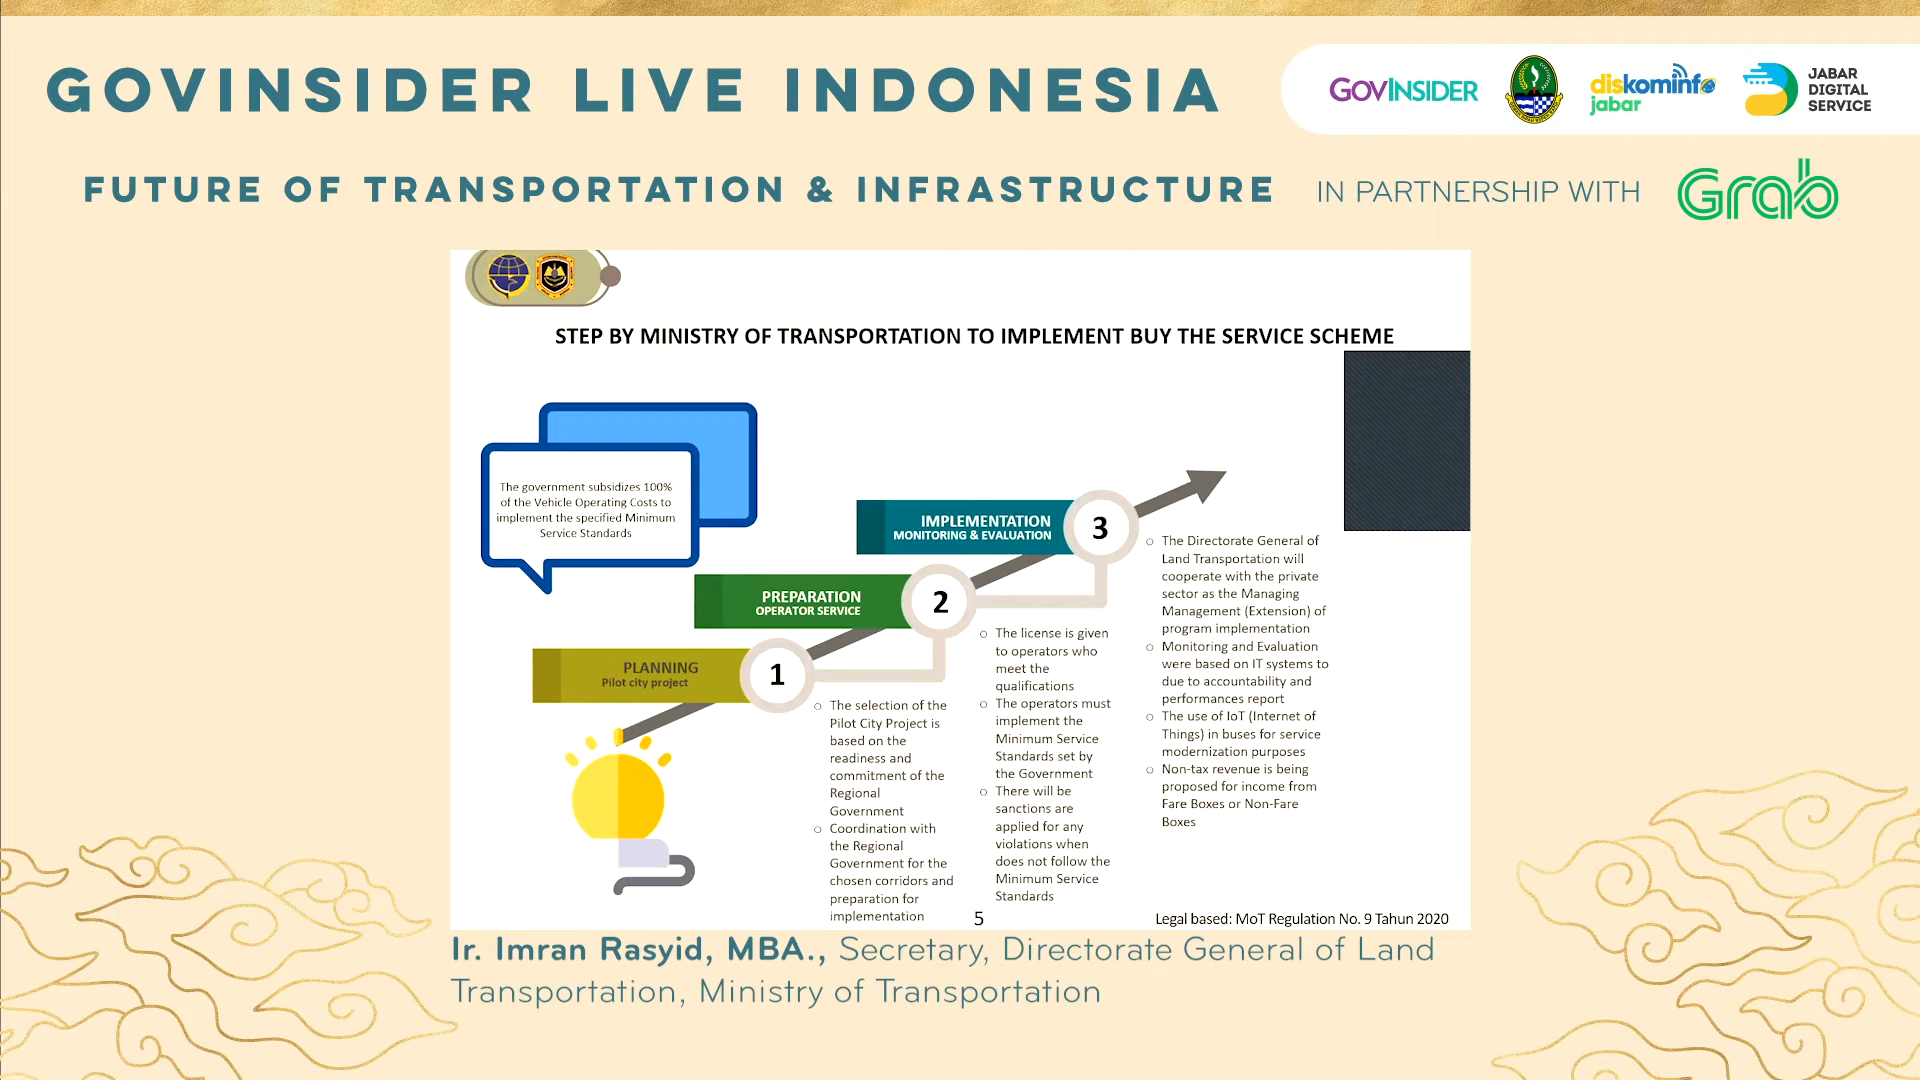 GOVINSIDER LIVE INDONESIA
GOVINSIDER
diskominfo
jabar
JABAR
DIGITAL
SERVICE
FUTURE OF TRANSPORTATION & INFRASTRUCTURE
IN PARTNERSHIP WITH
Grab
STEP BY MINISTRY OF TRANSPORTATION TO IMPLEMENT BUY THE SERVICE SCHEME
The government subsidizes 100%
of the Vehicle Operating Costs to
implement the specified Minimum
Service Standards
PLANNING
Pilot city project
1
○ The selection of the
Pilot City Project is
based on the
readiness and
commitment of the
Regional
Government
○ Coordination with
the Regional
Government for the
chosen corridors and
preparation for
implementation
PREPARATION
OPERATOR SERVICE
2
○ The license is given
to operators who
meet the
qualifications
○ The operators must
implement the
Minimum Service
Standards set by
the Government
○ There will be
sanctions are
applied for any
violations when
does not follow the
Minimum Service
Standards
IMPLEMENTATION
MONITORING & EVALUATION
3
○ The Directorate General of
Land Transportation will
cooperate with the private
sector as the Managing
Management (Extension) of
program implementation
○ Monitoring and Evaluation
were based on IT systems to
due to accountability and
performances report
○ The use of IoT (Internet of
Things) in buses for service
modernization purposes
○ Non-tax revenue is being
proposed for income from
Fare Boxes or Non-Fare
Boxes
5
Legal based: MoT Regulation No. 9 Tahun 2020
Ir. Imran Rasyid, MBA., Secretary, Directorate General of Land
Transportation, Ministry of Transportation